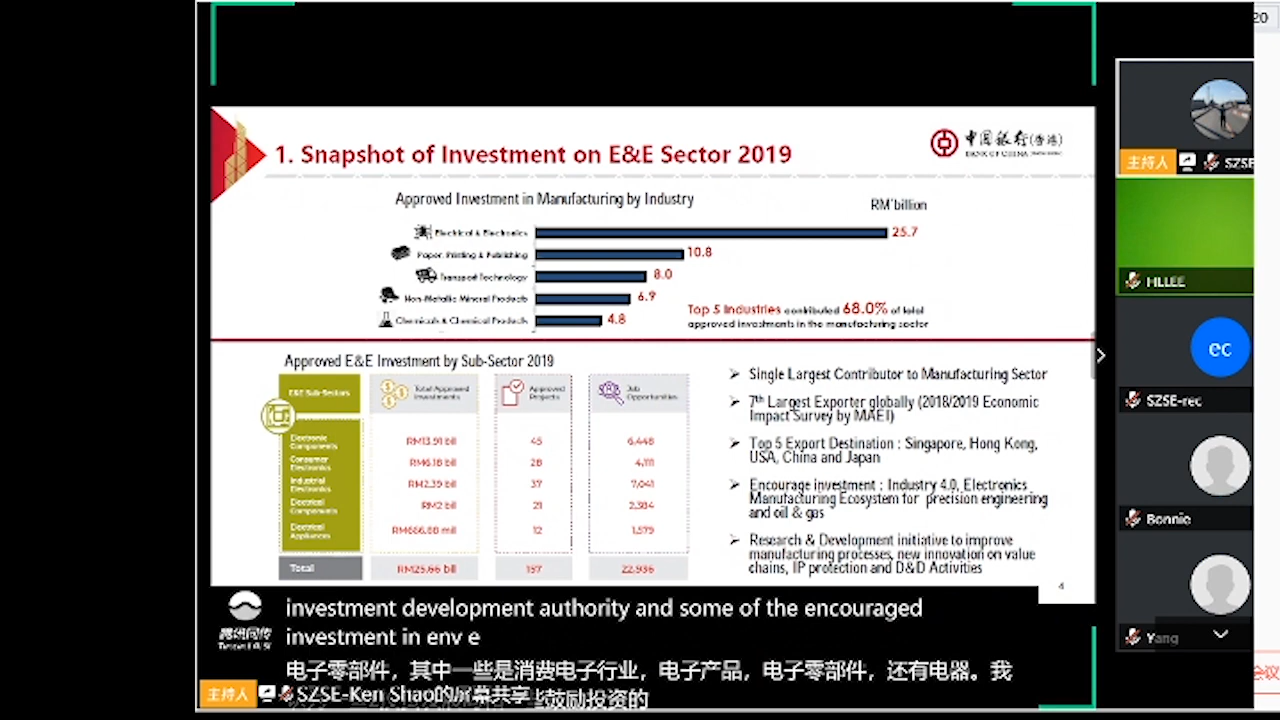 20
1. Snapshot of Investment on E&E Sector 2019
中国银行(香港)
BANK OF CHINA
Approved Investment in Manufacturing by Industry
RM'billion
Electrical & Electronics 25.7
Paper, Printing & Publishing 10.8
Transport Technology 8.0
Non-Metallic Mineral Products 6.9
Chemicals & Chemical Products 4.8
Top 5 Industries contributed 68.0% of total
approved investments in the manufacturing sector
Approved E&E Investment by Sub-Sector 2019
E&E Sub-Sectors
Total Approved
Investments
Approved
Projects
Job
Opportunities
Electronic
Components
RM13.91 bil 45 6,448
Consumer
Electronics
RM6.18 bil 28 4,111
Industrial
Electronics
RM2.39 bil 37 7,041
Electrical
Components
RM2 bil 21 2,384
Electrical
Appliances
12
Total RM25.66 bil 157 22,936
➢ Single Largest Contributor to Manufacturing Sector
➢ 7th Largest Exporter globally (2018/2019 Economic
Impact Survey by MAEI)
➢ Top 5 Export Destination : Singapore, Hong Kong,
USA, China and Japan
➢ Encourage investment : Industry 4.0, Electronics
Manufacturing Ecosystem for precision engineering
and oil & gas
➢ Research & Development initiative to improve
manufacturing processes, new innovation on value
chains, IP protection and D&D Activities
4
腾讯同传
investment development authority and some of the encouraged
investment in env e
电子零部件，其中一些是消费电子行业，电子产品，电子零部件，还有电器。我
鼓励投资的
主持人 SZSE-Ken Shao的屏幕共享
主持人 SZSE
HLLEE
ec
SZSE-rec
Bonnie
Yang
会议